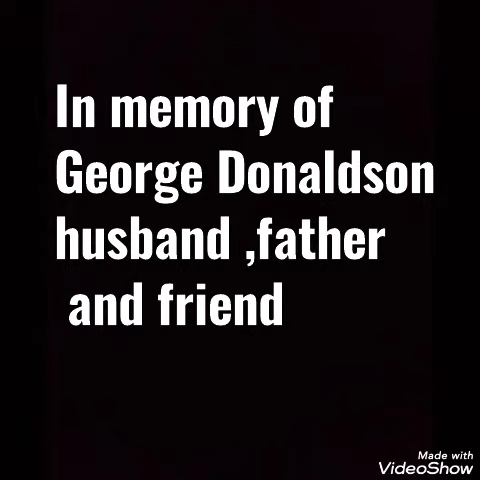 In memory of
George Donaldson
husband ,father
and friend
Made with
VideoShow